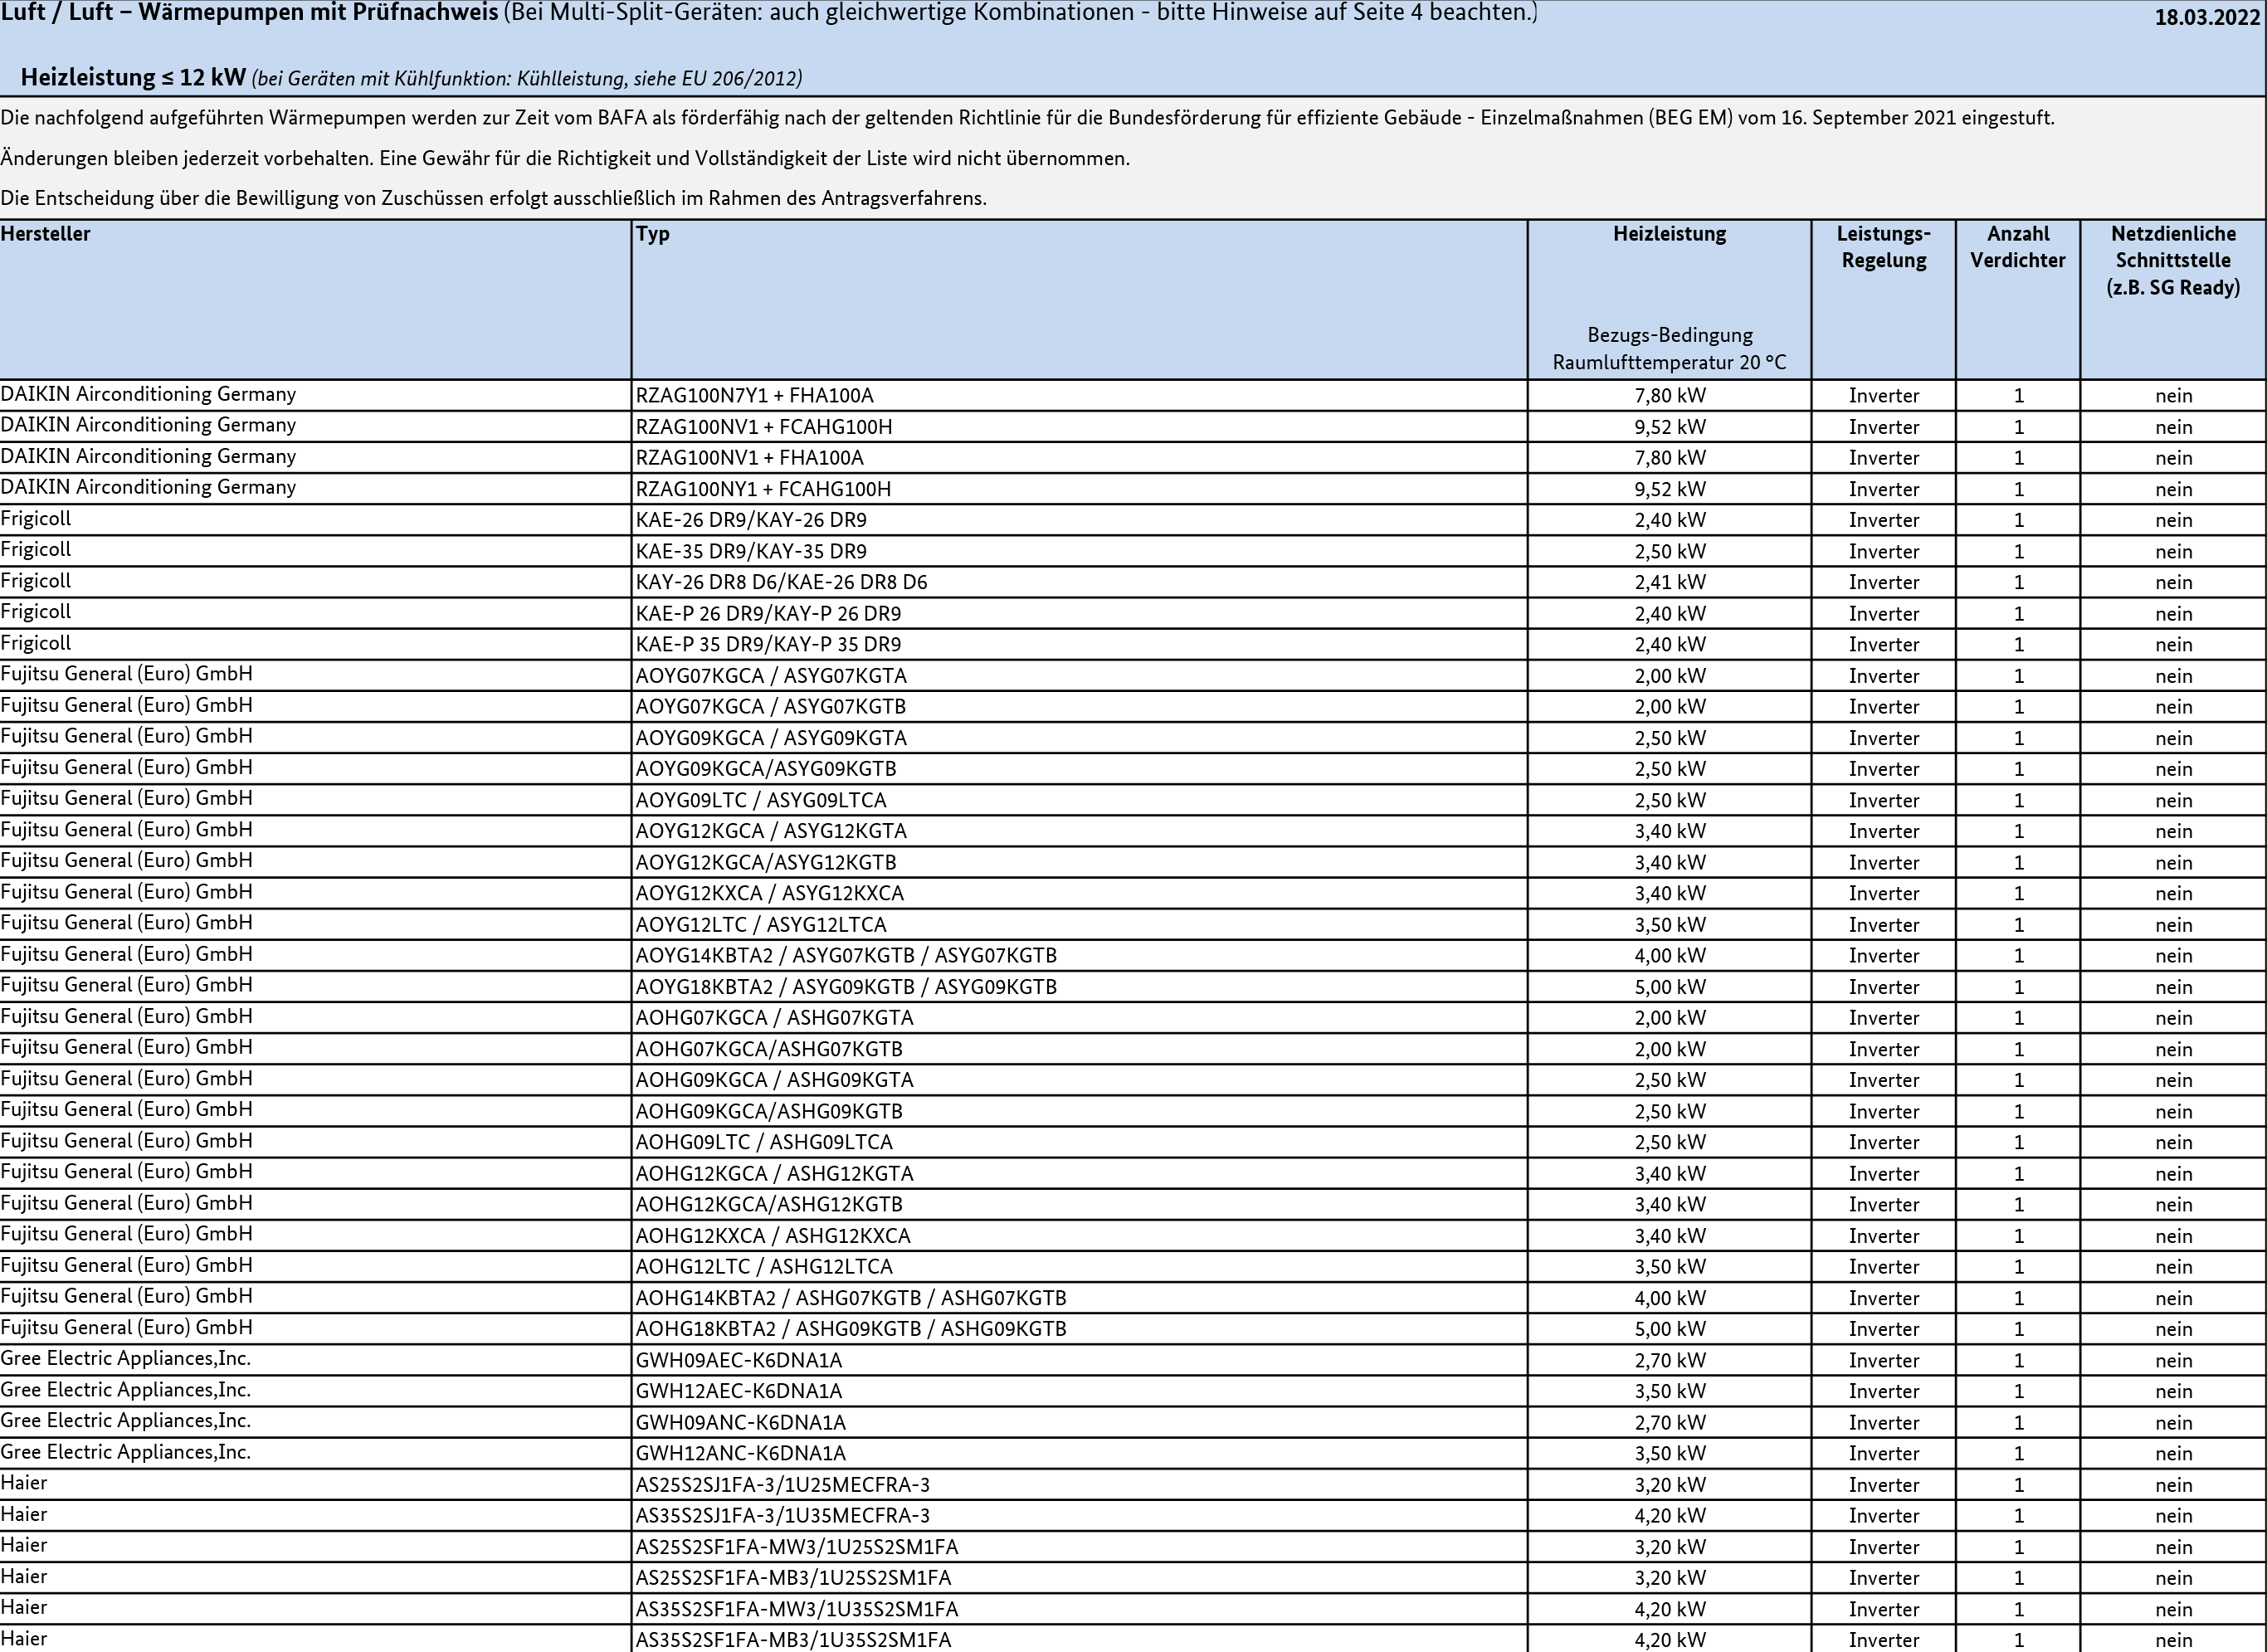 Luft / Luft – Wärmepumpen mit Prüfnachweis (Bei Multi-Split-Geräten: auch gleichwertige Kombinationen - bitte Hinweise auf Seite 4 beachten.) 18.03.2022
Heizleistung ≤ 12 kW (bei Geräten mit Kühlfunktion: Kühlleistung, siehe EU 206/2012)
Die nachfolgend aufgeführten Wärmepumpen werden zur Zeit vom BAFA als förderfähig nach der geltenden Richtlinie für die Bundesförderung für effiziente Gebäude - Einzelmaßnahmen (BEG EM) vom 16. September 2021 eingestuft.
Änderungen bleiben jederzeit vorbehalten. Eine Gewähr für die Richtigkeit und Vollständigkeit der Liste wird nicht übernommen.
Die Entscheidung über die Bewilligung von Zuschüssen erfolgt ausschließlich im Rahmen des Antragsverfahrens.
Hersteller Typ Heizleistung Leistungs- Anzahl Netzdienliche
Regelung Verdichter Schnittstelle
(z.B. SG Ready)
Bezugs-Bedingung
Raumlufttemperatur 20 °C
DAIKIN Airconditioning Germany RZAG100N7Y1 + FHA100A 7,80 kW Inverter 1 nein
DAIKIN Airconditioning Germany RZAG100NV1 + FCAHG100H 9,52 kW Inverter 1 nein
DAIKIN Airconditioning Germany RZAG100NV1 + FHA100A 7,80 kW Inverter 1 nein
DAIKIN Airconditioning Germany RZAG100NY1 + FCAHG100H 9,52 kW Inverter 1 nein
Frigicoll KAE-26 DR9/KAY-26 DR9 2,40 kW Inverter 1 nein
Frigicoll KAE-35 DR9/KAY-35 DR9 2,50 kW Inverter 1 nein
Frigicoll KAY-26 DR8 D6/KAE-26 DR8 D6 2,41 kW Inverter 1 nein
Frigicoll KAE-P 26 DR9/KAY-P 26 DR9 2,40 kW Inverter 1 nein
Frigicoll KAE-P 35 DR9/KAY-P 35 DR9 2,40 kW Inverter 1 nein
Fujitsu General (Euro) GmbH AOYG07KGCA / ASYG07KGTA 2,00 kW Inverter 1 nein
Fujitsu General (Euro) GmbH AOYG07KGCA / ASYG07KGTB 2,00 kW Inverter 1 nein
Fujitsu General (Euro) GmbH AOYG09KGCA / ASYG09KGTA 2,50 kW Inverter 1 nein
Fujitsu General (Euro) GmbH AOYG09KGCA/ASYG09KGTB 2,50 kW Inverter 1 nein
Fujitsu General (Euro) GmbH AOYG09LTC / ASYG09LTCA 2,50 kW Inverter 1 nein
Fujitsu General (Euro) GmbH AOYG12KGCA / ASYG12KGTA 3,40 kW Inverter 1 nein
Fujitsu General (Euro) GmbH AOYG12KGCA/ASYG12KGTB 3,40 kW Inverter 1 nein
Fujitsu General (Euro) GmbH AOYG12KXCA / ASYG12KXCA 3,40 kW Inverter 1 nein
Fujitsu General (Euro) GmbH AOYG12LTC / ASYG12LTCA 3,50 kW Inverter 1 nein
Fujitsu General (Euro) GmbH AOYG14KBTA2 / ASYG07KGTB / ASYG07KGTB 4,00 kW Inverter 1 nein
Fujitsu General (Euro) GmbH AOYG18KBTA2 / ASYG09KGTB / ASYG09KGTB 5,00 kW Inverter 1 nein
Fujitsu General (Euro) GmbH AOHG07KGCA / ASHG07KGTA 2,00 kW Inverter 1 nein
Fujitsu General (Euro) GmbH AOHG07KGCA/ASHG07KGTB 2,00 kW Inverter 1 nein
Fujitsu General (Euro) GmbH AOHG09KGCA / ASHG09KGTA 2,50 kW Inverter 1 nein
Fujitsu General (Euro) GmbH AOHG09KGCA/ASHG09KGTB 2,50 kW Inverter 1 nein
Fujitsu General (Euro) GmbH AOHG09LTC / ASHG09LTCA 2,50 kW Inverter 1 nein
Fujitsu General (Euro) GmbH AOHG12KGCA / ASHG12KGTA 3,40 kW Inverter 1 nein
Fujitsu General (Euro) GmbH AOHG12KGCA/ASHG12KGTB 3,40 kW Inverter 1 nein
Fujitsu General (Euro) GmbH AOHG12KXCA / ASHG12KXCA 3,40 kW Inverter 1 nein
Fujitsu General (Euro) GmbH AOHG12LTC / ASHG12LTCA 3,50 kW Inverter 1 nein
Fujitsu General (Euro) GmbH AOHG14KBTA2 / ASHG07KGTB / ASHG07KGTB 4,00 kW Inverter 1 nein
Fujitsu General (Euro) GmbH AOHG18KBTA2 / ASHG09KGTB / ASHG09KGTB 5,00 kW Inverter 1 nein
Gree Electric Appliances,Inc. GWH09AEC-K6DNA1A 2,70 kW Inverter 1 nein
Gree Electric Appliances,Inc. GWH12AEC-K6DNA1A 3,50 kW Inverter 1 nein
Gree Electric Appliances,Inc. GWH09ANC-K6DNA1A 2,70 kW Inverter 1 nein
Gree Electric Appliances,Inc. GWH12ANC-K6DNA1A 3,50 kW Inverter 1 nein
Haier AS25S2SJ1FA-3/1U25MECFRA-3 3,20 kW Inverter 1 nein
Haier AS35S2SJ1FA-3/1U35MECFRA-3 4,20 kW Inverter 1 nein
Haier AS25S2SF1FA-MW3/1U25S2SM1FA 3,20 kW Inverter 1 nein
Haier AS25S2SF1FA-MB3/1U25S2SM1FA 3,20 kW Inverter 1 nein
Haier AS35S2SF1FA-MW3/1U35S2SM1FA 4,20 kW Inverter 1 nein
Haier AS35S2SF1FA-MB3/1U35S2SM1FA 4,20 kW Inverter 1 nein